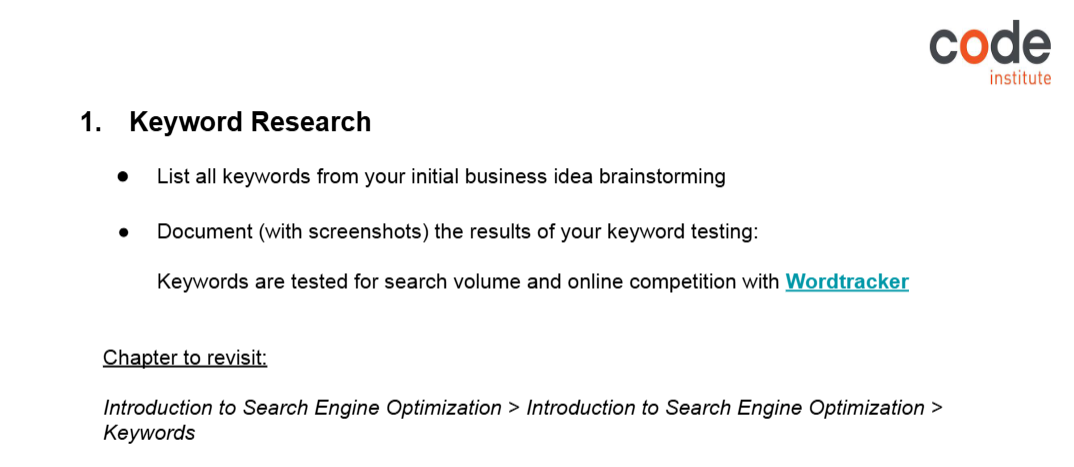 code
institute
1. Keyword Research
● List all keywords from your initial business idea brainstorming
● Document (with screenshots) the results of your keyword testing:
Keywords are tested for search volume and online competition with Wordtracker
Chapter to revisit:
Introduction to Search Engine Optimization > Introduction to Search Engine Optimization >
Keywords